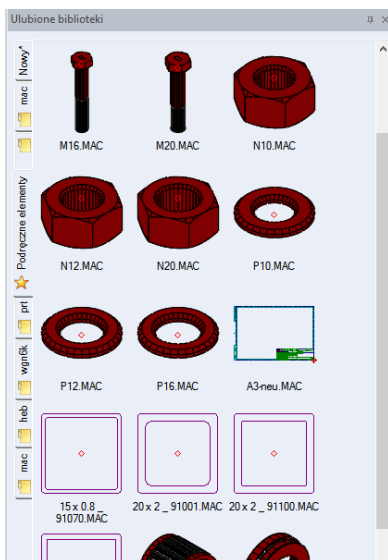 Ulubione biblioteki
Nowy*
mac
Podręczne elementy
prt
wgn6k
heb
mac
M16.MAC
M20.MAC
N10.MAC
N12.MAC
N20.MAC
P10.MAC
P12.MAC
P16.MAC
A3-neu.MAC
15 x 0.8 _
91070.MAC
20 x 2 _ 91001.MAC
20 x 2 _ 91100.MAC